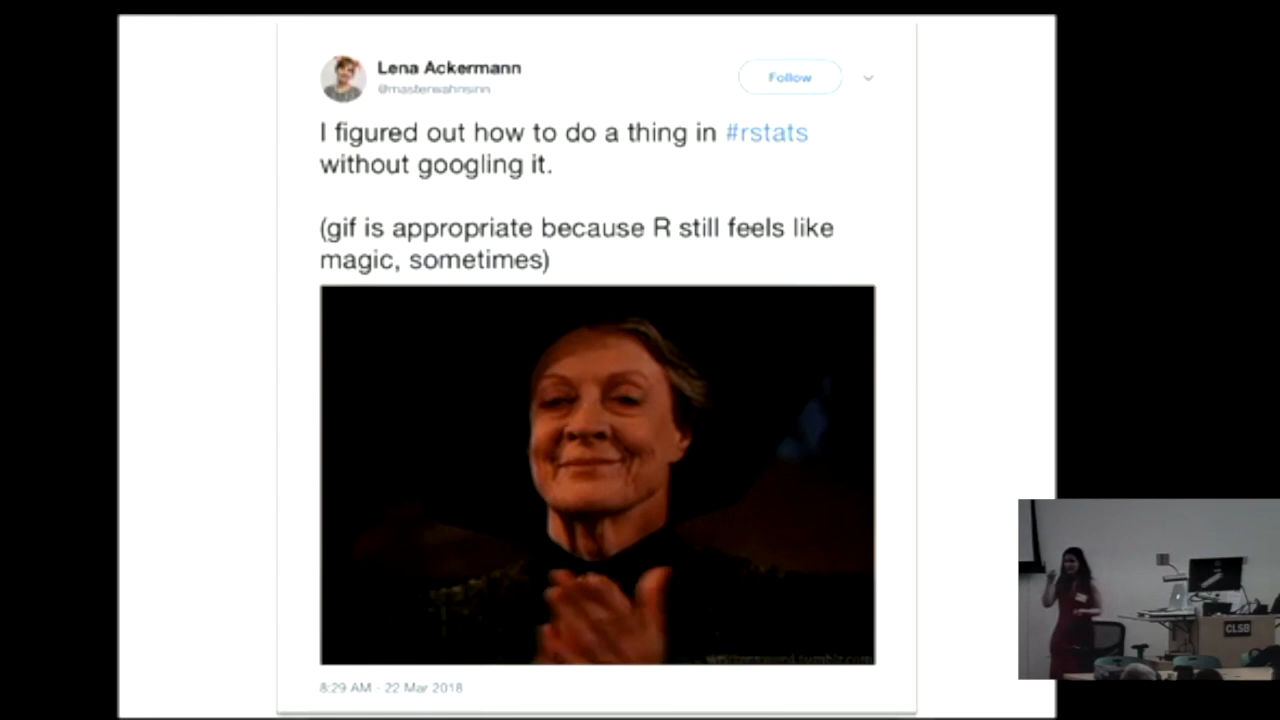 Lena Ackermann
@masterwahnsinn
Follow
I figured out how to do a thing in #rstats
without googling it.
(gif is appropriate because R still feels like
magic, sometimes)
8:29 AM - 22 Mar 2018
CLSB